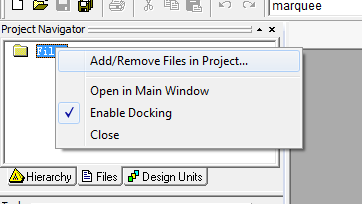 marquee
Project Navigator
Files
Add/Remove Files in Project...
Open in Main Window
Enable Docking
Close
Hierarchy
Files
Design Units